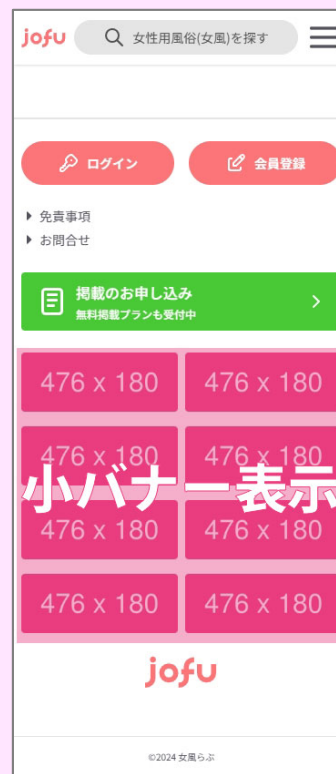 jofu
女性用風俗(女風)を探す
ログイン
会員登録
免責事項
お問合せ
掲載のお申し込み
無料掲載プランも受付中
476 x 180 476 x 180
476 x 180 476 x 180
小バナー表示
476 x 180 476 x 180
476 x 180 476 x 180
jofu
©2024 女風らぶ